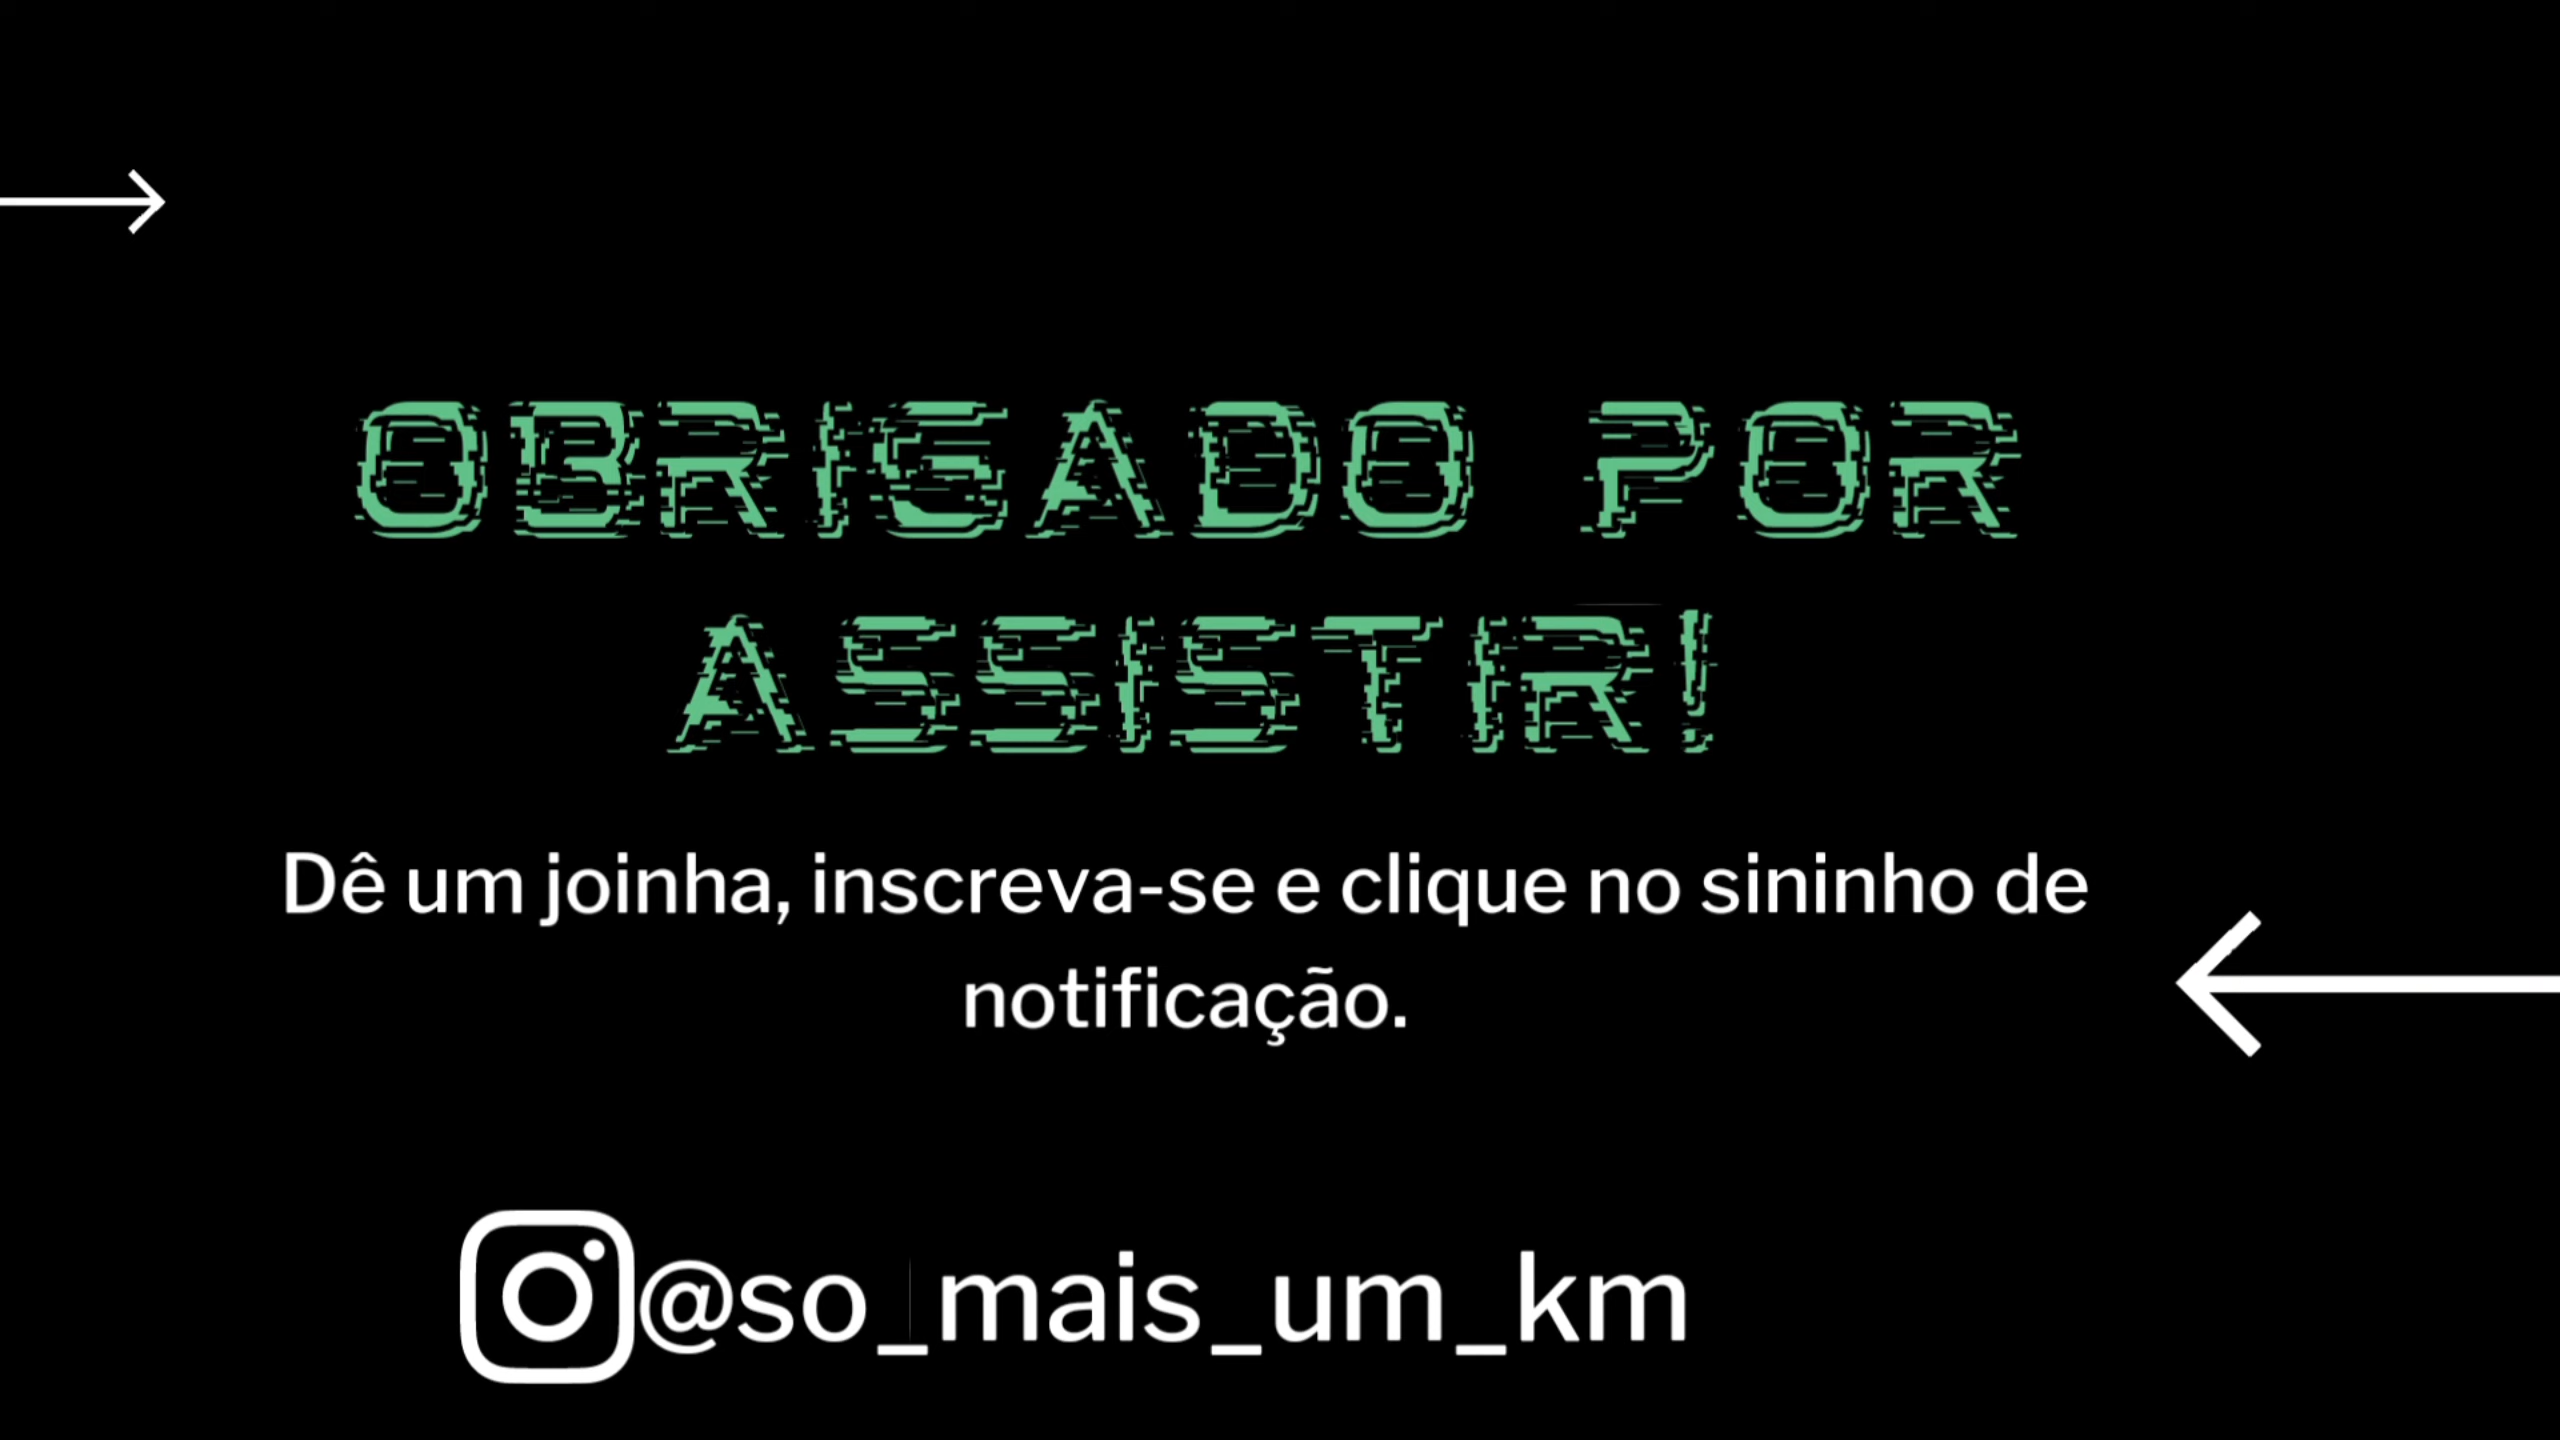 OBRIGADO POR
ASSISTIR!
Dê um joinha, inscreva-se e clique no sininho de
notificação.
@so_mais_um_km